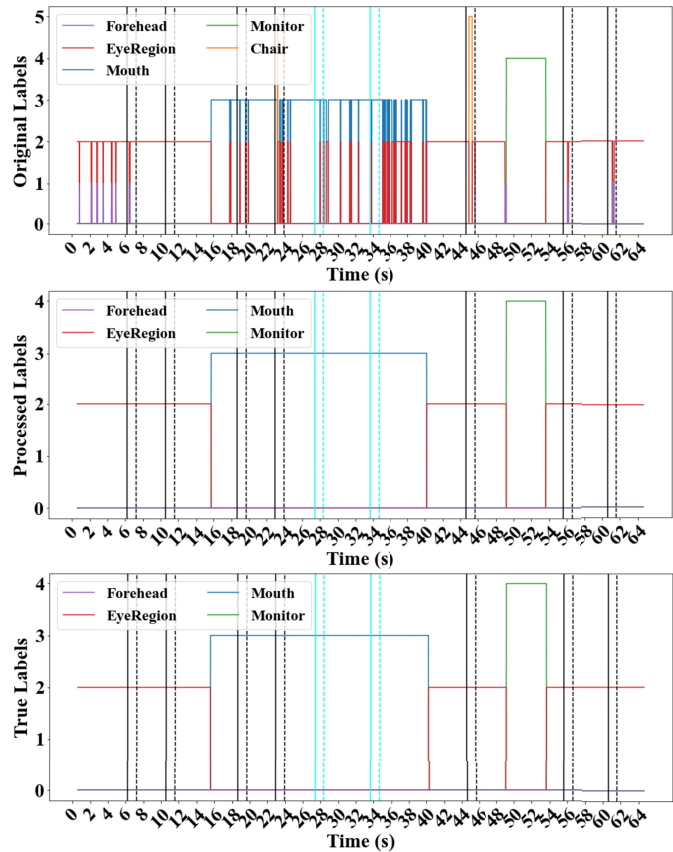 Original Labels
5
4
3
2
1
0
Forehead
EyeRegion
Mouth
Monitor
Chair
0 2 4 6 8 10 12 14 16 18 20 22 24 26 28 30 32 34 36 38 40 42 44 46 48 50 52 54 56 58 60 62 64
Time (s)
Processed Labels
4
3
2
1
0
Forehead
EyeRegion
Mouth
Monitor
0 2 4 6 8 10 12 14 16 18 20 22 24 26 28 30 32 34 36 38 40 42 44 46 48 50 52 54 56 58 60 62 64
Time (s)
True Labels
4
3
2
1
0
Forehead
EyeRegion
Mouth
Monitor
0 2 4 6 8 10 12 14 16 18 20 22 24 26 28 30 32 34 36 38 40 42 44 46 48 50 52 54 56 58 60 62 64
Time (s)